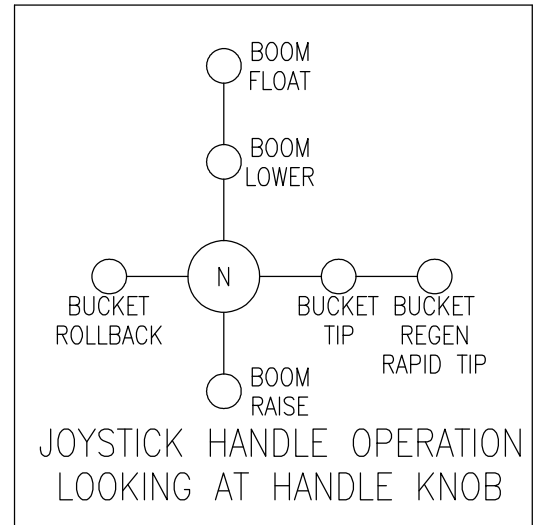 BOOM
FLOAT
BOOM
LOWER
N
BUCKET
ROLLBACK
BUCKET
TIP
BUCKET
REGEN
RAPID TIP
BOOM
RAISE
JOYSTICK HANDLE OPERATION
LOOKING AT HANDLE KNOB